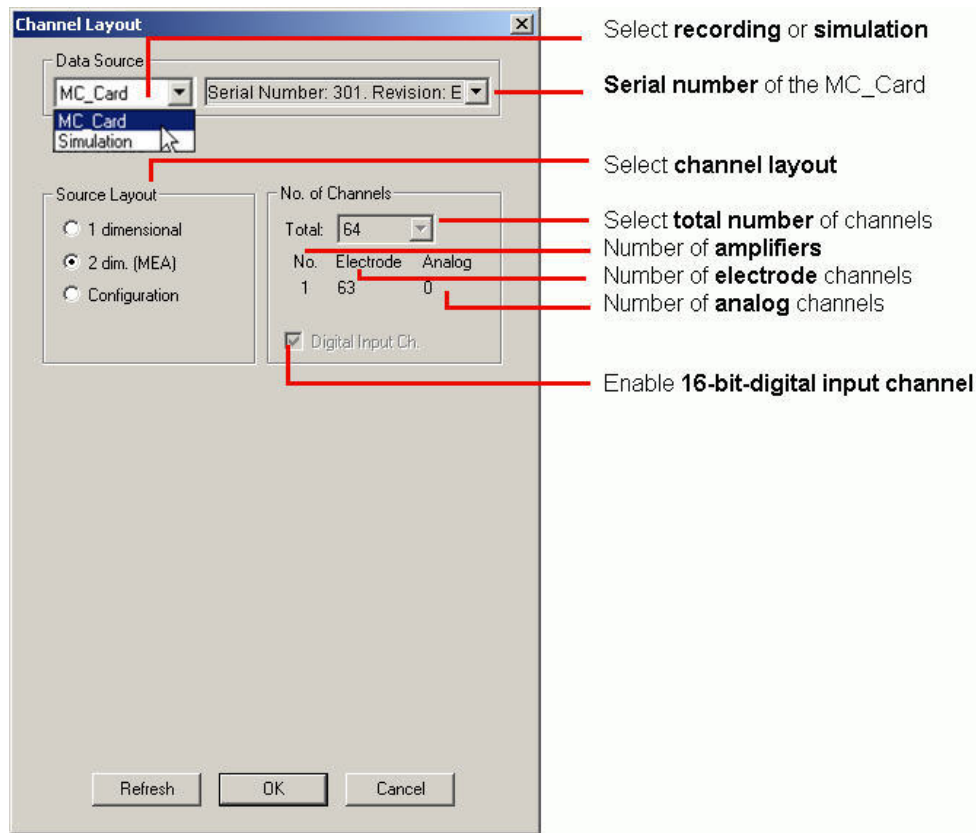 Channel Layout
Select recording or simulation
Data Source
MC_Card
Serial Number: 301. Revision: E
Serial number of the MC_Card
MC_Card
Simulation
Select channel layout
Source Layout
No. of Channels
1 dimensional
Total: 64
Select total number of channels
Number of amplifiers
2 dim. (MEA)
No. Electrode Analog
Number of electrode channels
Configuration
1 63 0
Number of analog channels
Digital Input Ch.
Enable 16-bit-digital input channel
Refresh OK Cancel